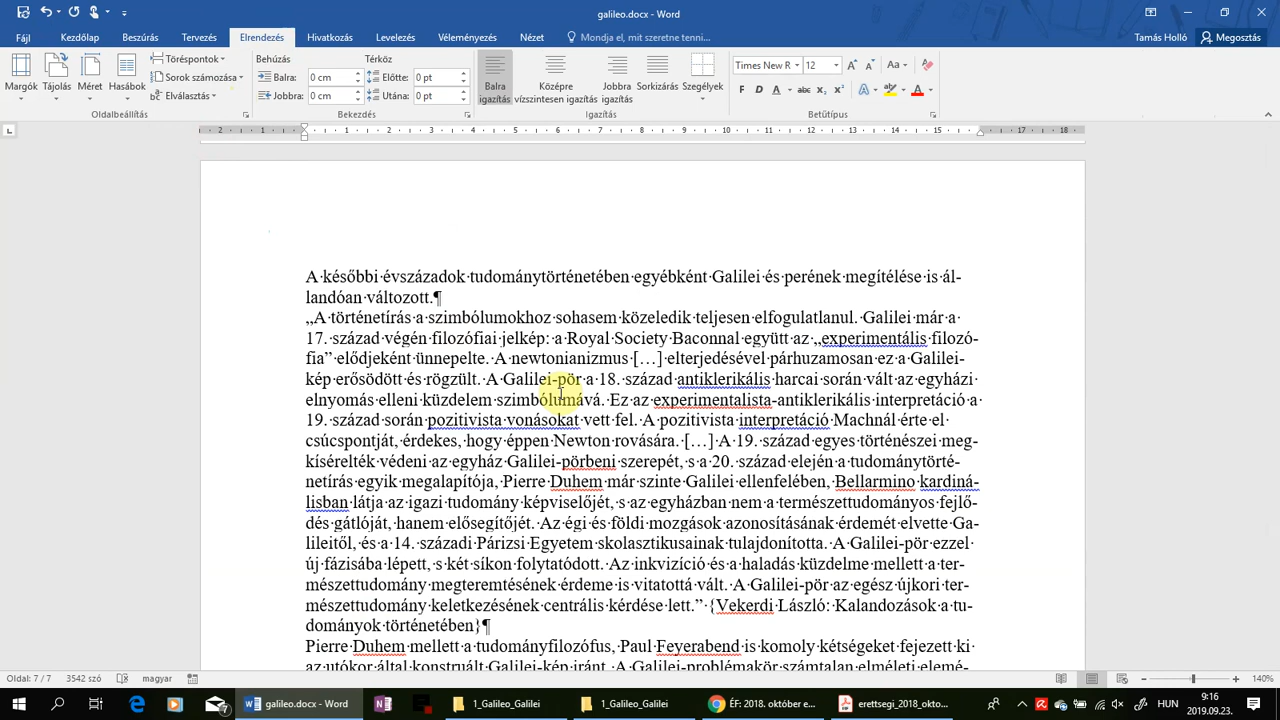 galileo.docx - Word
Tamás Holló
Megosztás
Fájl
Kezdőlap
Beszúrás
Tervezés
Elrendezés
Hivatkozás
Levelezés
Véleményezés
Nézet
Mondja el, mit szeretne tenni...
Margók
Tájolás
Méret
Hasábok
Töréspontok
Sorok számozása
Elválasztás
Oldalbeállítás
Behúzás
Balra: 0 cm
Jobbra: 0 cm
Térköz
Előtte: 0 pt
Utána: 0 pt
Bekezdés
Balra igazítás
Középre vízszintesen igazítás
Jobbra igazítás
Sorkizárás
Szegélyek
Igazítás
Times New R
12
Betűtípus
A·későbbi·évszázadok·tudománytörténetében·egyébként·Galilei·és·perének·megítélése·is·ál-
landóan·változott.¶
„A·történetírás·a·szimbólumokhoz·sohasem·közeledik·teljesen·elfogulatlanul.·Galilei·már·a·
17.·század·végén·filozófiai·jelkép:·a·Royal·Society·Baconnal·együtt·az·„experimentális·filozó-
fia”·elődjeként·ünnepelte.·A·newtonianizmus·[…]·elterjedésével·párhuzamosan·ez·a·Galilei-
kép·erősödött·és·rögzült.·A·Galilei-pör·a·18.·század·antiklerikális·harcai·során·vált·az·egyházi·
elnyomás·elleni·küzdelem·szimbólumává.·Ez·az·experimentalista-antiklerikális·interpretáció·a·
19.·század·során·pozitivista·vonásokat·vett·fel.·A·pozitivista·interpretáció·Machnál·érte·el·
csúcspontját,·érdekes,·hogy·éppen·Newton·rovására.·[…]·A·19.·század·egyes·történészei·meg-
kísérelték·védeni·az·egyház·Galilei-pörbeni·szerepét,·s·a·20.·század·elején·a·tudománytörté-
netírás·egyik·megalapítója,·Pierre·Duhem·már·szinte·Galilei·ellenfelében,·Bellarmino·kardiná-
lisban·látja·az·igazi·tudomány·képviselőjét,·s·az·egyházban·nem·a·természettudományos·fejlő-
dés·gátlóját,·hanem·elősegítőjét.·Az·égi·és·földi·mozgások·azonosításának·érdemét·elvette·Ga-
lileitől,·és·a·14.·századi·Párizsi·Egyetem·skolasztikusainak·tulajdonította.·A·Galilei-pör·ezzel·
új·fázisába·lépett,·s·két·síkon·folytatódott.·Az·inkvizíció·és·a·haladás·küzdelme·mellett·a·ter-
mészettudomány·megteremtésének·érdeme·is·vitatottá·vált.·A·Galilei-pör·az·egész·újkori·ter-
mészettudomány·keletkezésének·centrális·kérdése·lett.”·{Vekerdi·László:·Kalandozások·a·tu-
dományok·történetében}¶
Pierre·Duhem·mellett·a·tudományfilozófus,·Paul·Feyerabend·is·komoly·kétségeket·fejezett·ki·
az·utókor·által·konstruált·Galilei-kép·iránt.·A·Galilei-problémakör·számtalan·elméleti·elemé-
Oldal: 7 / 7
3542 szó
magyar
140%
galileo.docx - Word
1_Galileo_Galilei
1_Galileo_Galilei
ÉF: 2018. október e...
erettsegi_2018_okto...
HUN
9:16
2019.09.23.